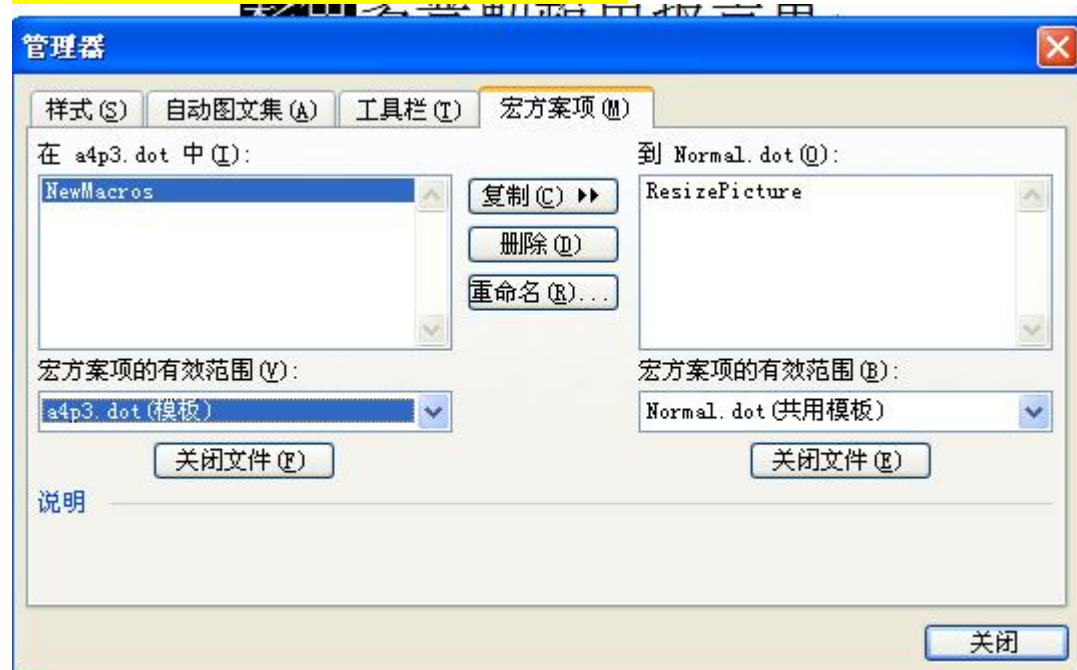 管理器
样式(S) 自动图文集(A) 工具栏(T) 宏方案项(M)
在 a4p3.dot 中(I): 到 Normal.dot(O):
NewMacros 复制(C) ResizePicture
删除(D)
重命名(R)...
宏方案项的有效范围(V): 宏方案项的有效范围(B):
a4p3.dot(模板) Normal.dot(共用模板)
关闭文件(F) 关闭文件(E)
说明
关闭